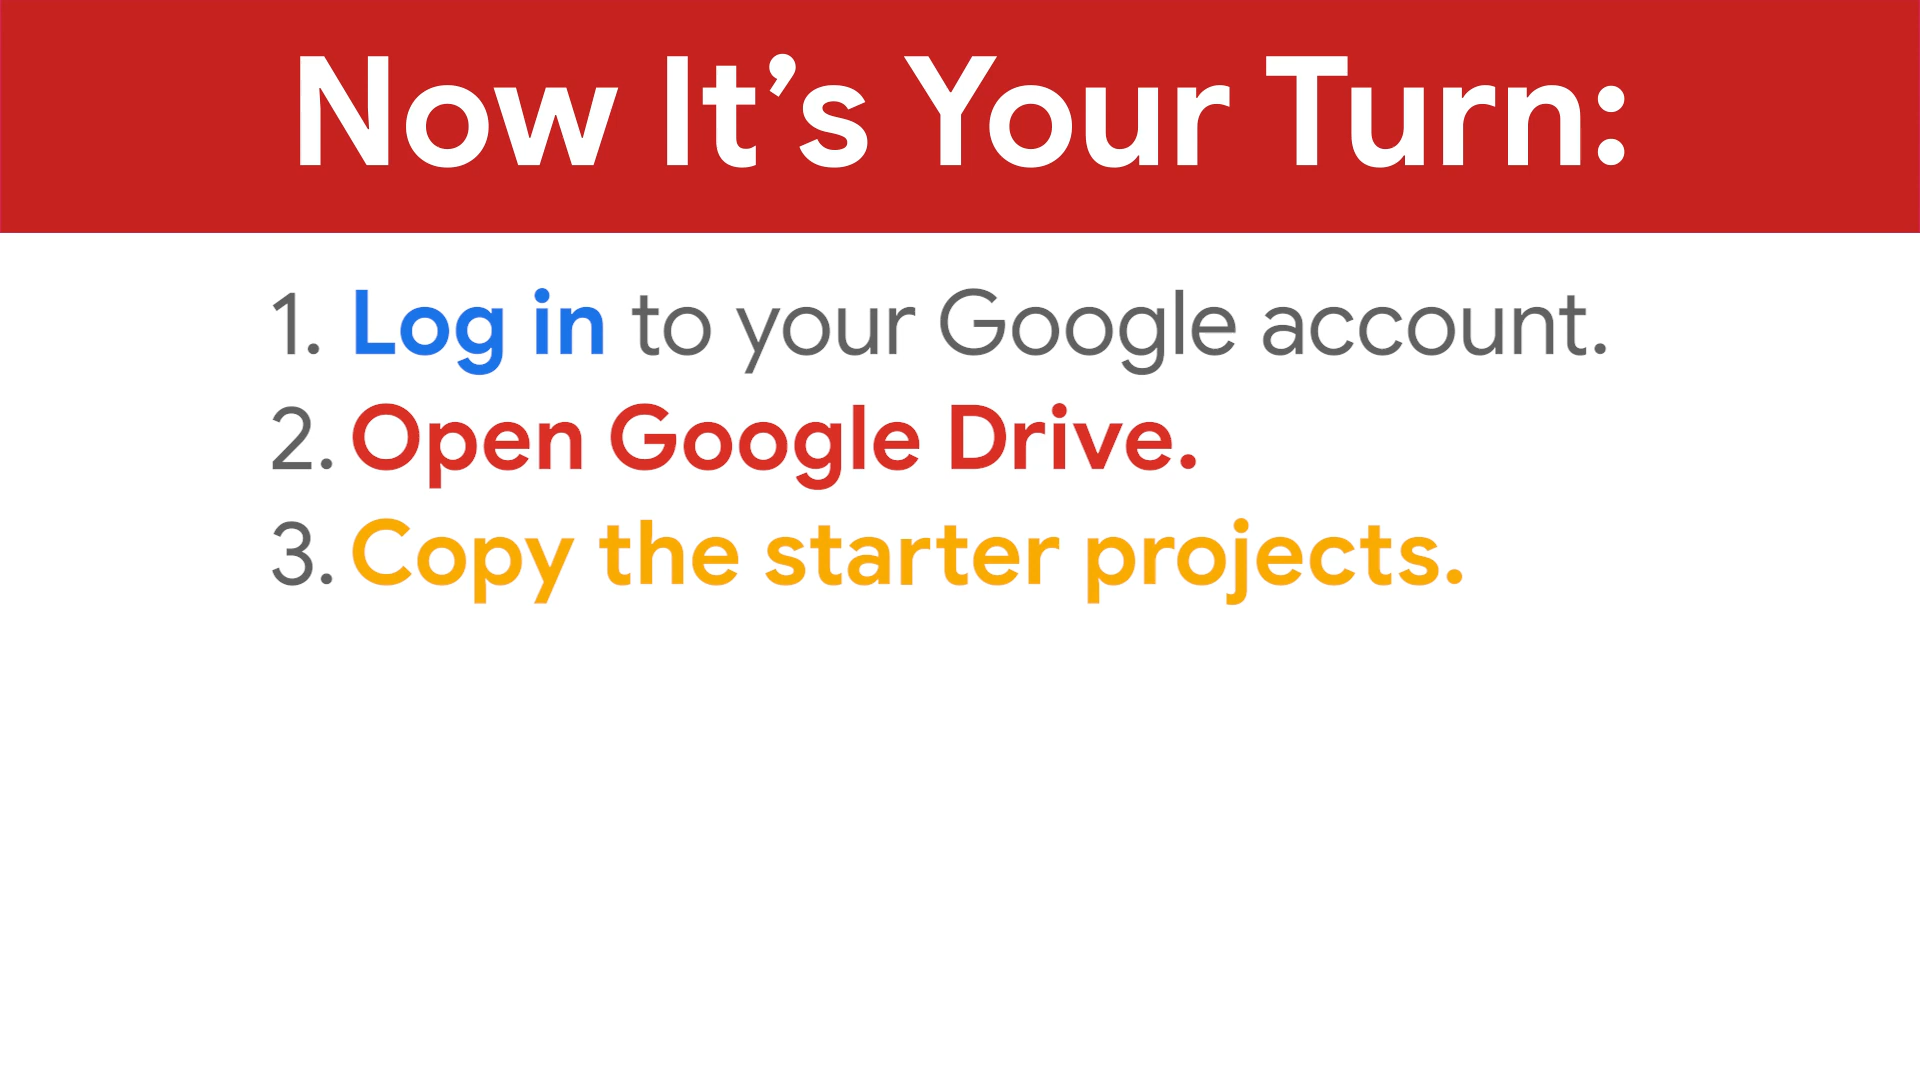 Now It’s Your Turn:
1. Log in to your Google account.
2. Open Google Drive.
3. Copy the starter projects.